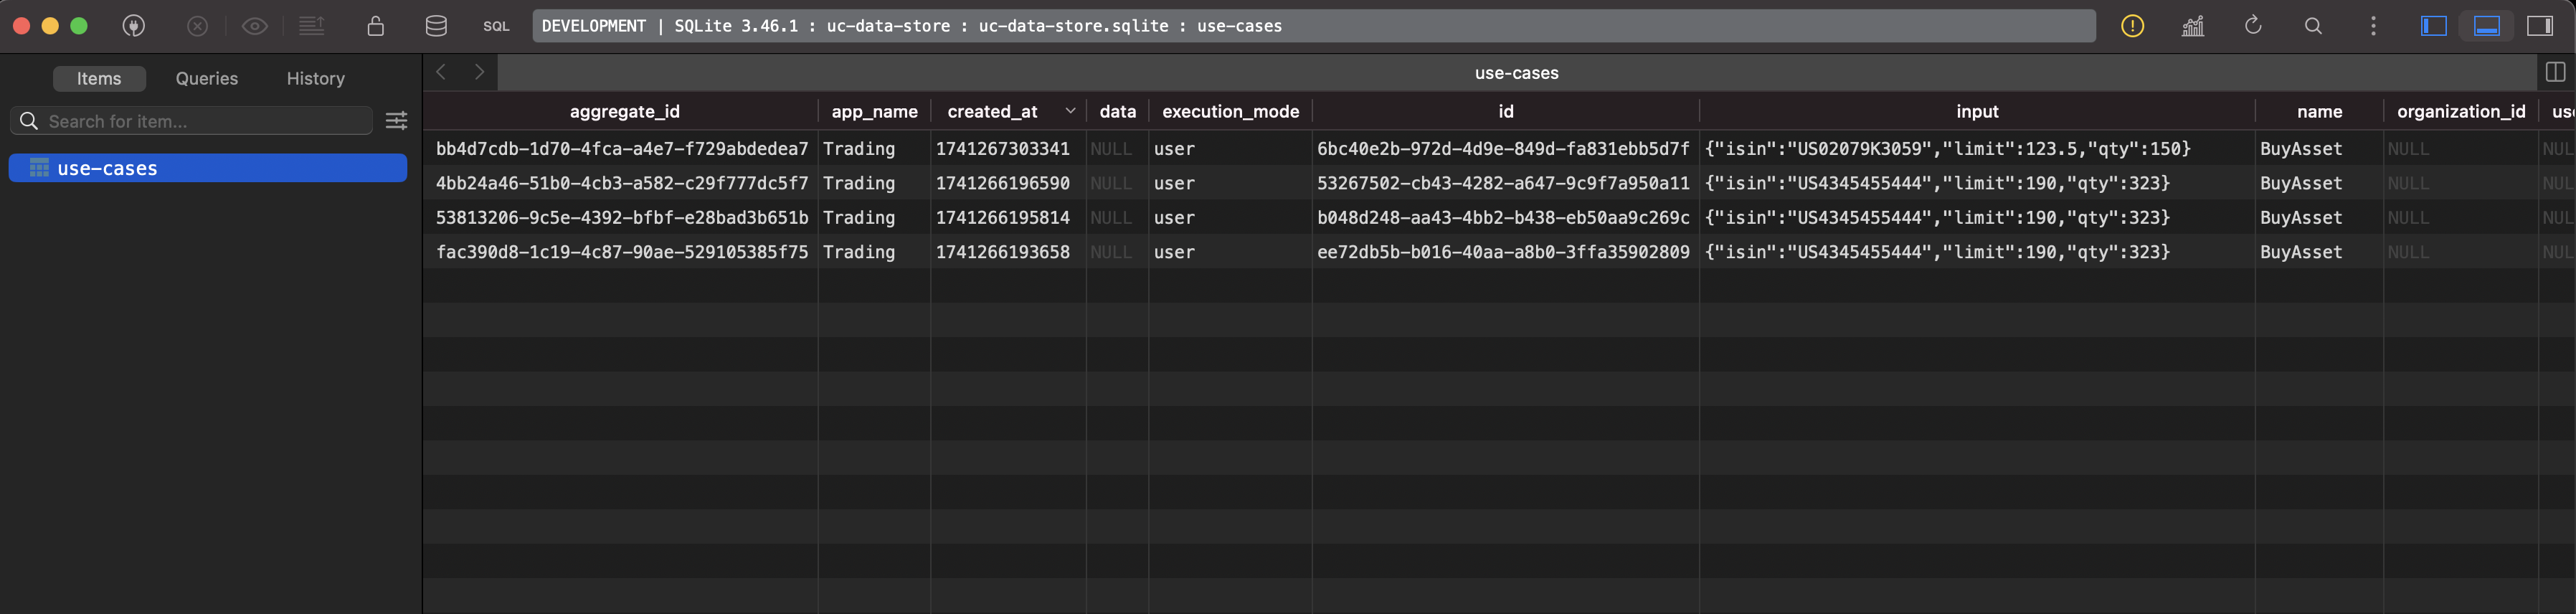 SQL DEVELOPMENT | SQLite 3.46.1 : uc-data-store : uc-data-store.sqlite : use-cases
Items Queries History
use-cases
Search for item...
use-cases
aggregate_id app_name created_at data execution_mode id input name organization_id us
bb4d7cdb-1d70-4fca-a4e7-f729abdedea7 Trading 1741267303341 NULL user 6bc40e2b-972d-4d9e-849d-fa831ebb5d7f {"isin":"US02079K3059","limit":123.5,"qty":150} BuyAsset NULL NUL
4bb24a46-51b0-4cb3-a582-c29f777dc5f7 Trading 1741266196590 NULL user 53267502-cb43-4282-a647-9c9f7a950a11 {"isin":"US4345455444","limit":190,"qty":323} BuyAsset NULL NUL
53813206-9c5e-4392-bfbf-e28bad3b651b Trading 1741266195814 NULL user b048d248-aa43-4bb2-b438-eb50aa9c269c {"isin":"US4345455444","limit":190,"qty":323} BuyAsset NULL NUL
fac390d8-1c19-4c87-90ae-529105385f75 Trading 1741266193658 NULL user ee72db5b-b016-40aa-a8b0-3ffa35902809 {"isin":"US4345455444","limit":190,"qty":323} BuyAsset NULL NUL